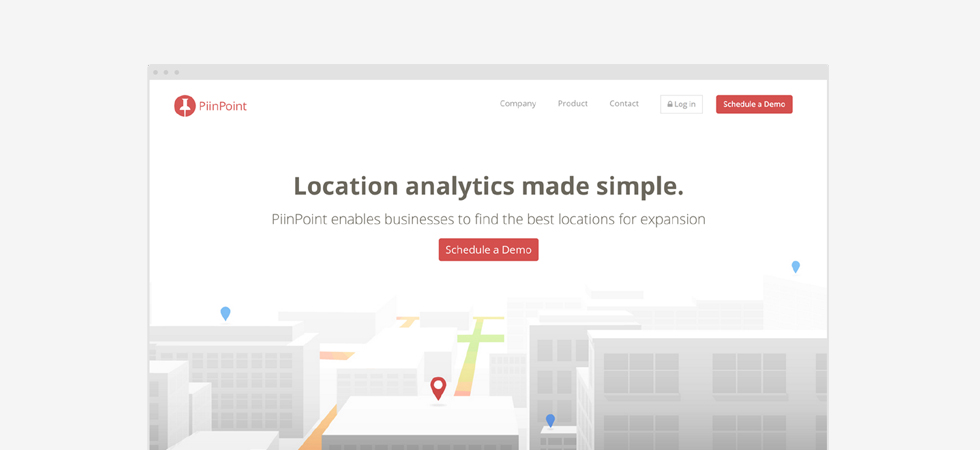 PiinPoint
Company Product Contact Log in Schedule a Demo
Location analytics made simple.
PiinPoint enables businesses to find the best locations for expansion
Schedule a Demo